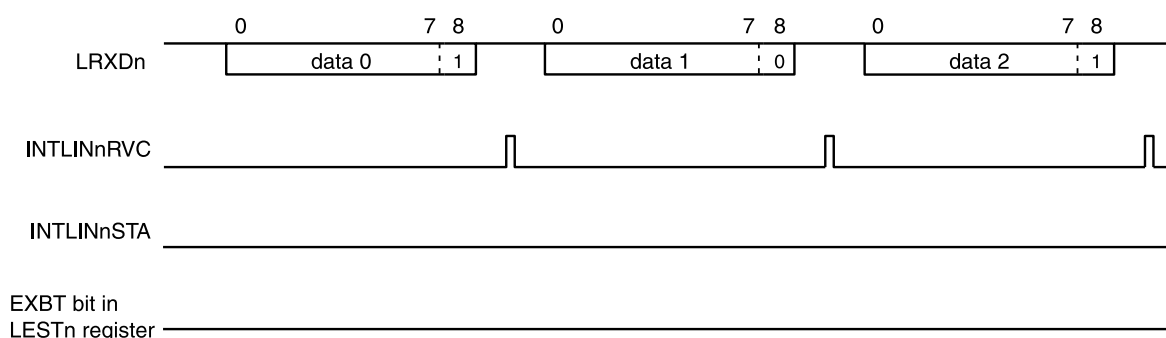 0 7 8 0 7 8 0 7 8
LRXDn data 0 1 data 1 0 data 2 1
INTLINnRVC
INTLINnSTA
EXBT bit in
LESTn register